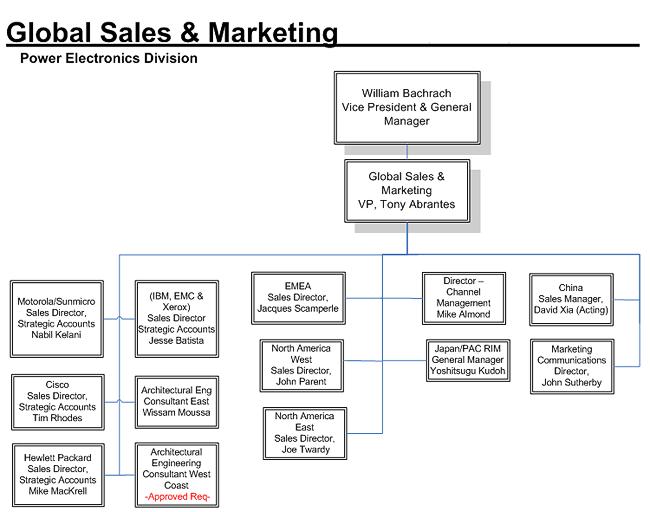 Global Sales & Marketing
Power Electronics Division
William Bachrach
Vice President & General
Manager
Global Sales &
Marketing
VP, Tony Abrantes
Motorola/Sunmicro
Sales Director,
Strategic Accounts
Nabil Kelani
(IBM, EMC &
Xerox)
Sales Director
Strategic Accounts
Jesse Batista
EMEA
Sales Director,
Jacques Scamperle
Director –
Channel
Management
Mike Almond
China
Sales Manager,
David Xia (Acting)
Cisco
Sales Director,
Strategic Accounts
Tim Rhodes
Architectural Eng
Consultant East
Wissam Moussa
North America
West
Sales Director,
John Parent
Japan/PAC RIM
General Manager
Yoshitsugu Kudoh
Marketing
Communications
Director,
John Sutherby
Hewlett Packard
Sales Director,
Strategic Accounts
Mike MacKrell
Architectural
Engineering
Consultant West
Coast
-Approved Req-
North America
East
Sales Director,
Joe Twardy